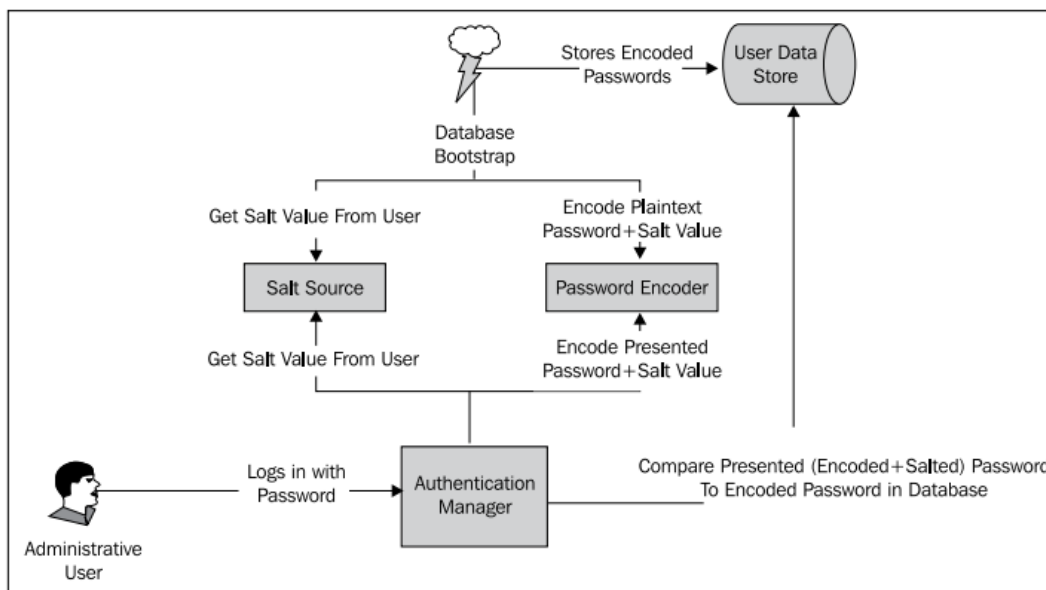 Stores Encoded
Passwords
User Data
Store
Database
Bootstrap
Get Salt Value From User
Encode Plaintext
Password+Salt Value
Salt Source
Password Encoder
Get Salt Value From User
Encode Presented
Password+Salt Value
Logs in with
Password
Authentication
Manager
Compare Presented (Encoded+Salted) Password
To Encoded Password in Database
Administrative
User